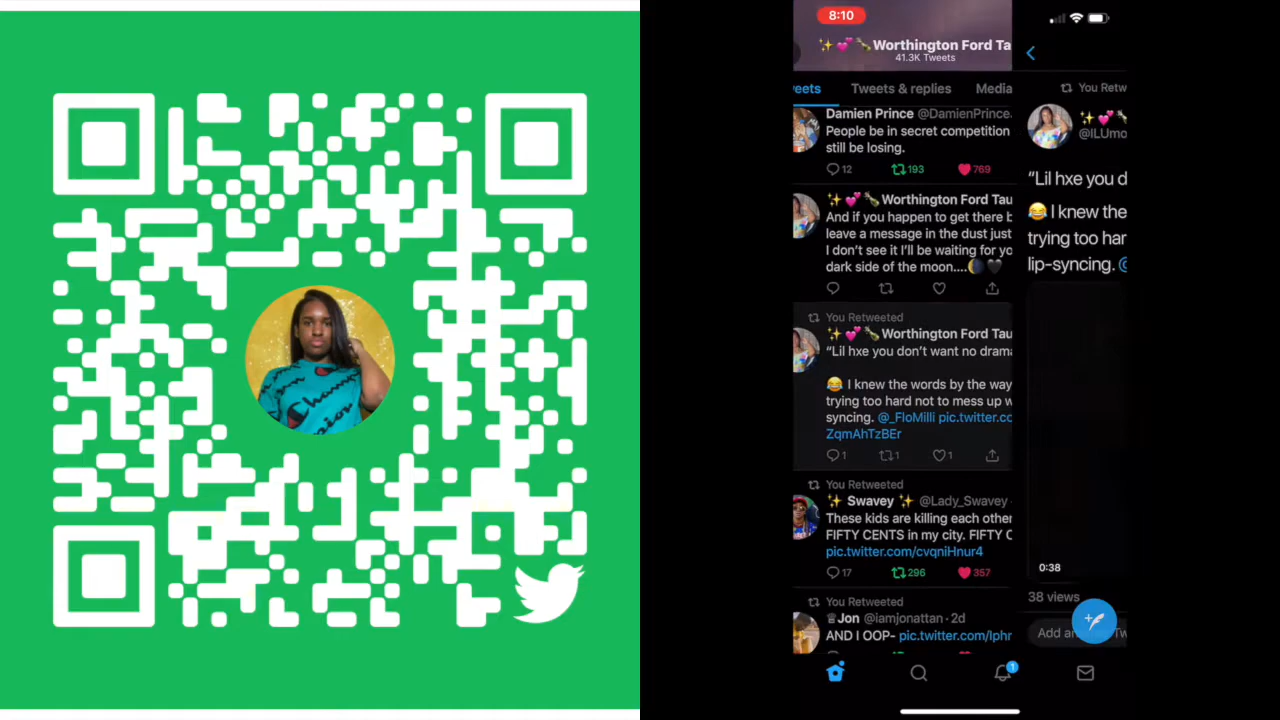 8:10
✨💕🍾Worthington Ford Ta
41.3K Tweets
eets Tweets & replies Media
Damien Prince @DamienPrince
People be in secret competition
still be losing.
12 193 769
✨💕🍾Worthington Ford Tau
And if you happen to get there b
leave a message in the dust just
I don't see it I'll be waiting for yo
dark side of the moon....🌘🖤
You Retweeted
✨💕🍾Worthington Ford Tau
“Lil hxe you don't want no drama
😂 I knew the words by the way
trying too hard not to mess up w
syncing. @_FloMilli pic.twitter.co
ZqmAhTzBEr
1 1 1
You Retweeted
✨ Swavey ✨ @Lady_Swavey
These kids are killing each other
FIFTY CENTS in my city. FIFTY C
pic.twitter.com/cvqniHnur4
17 296 357
You Retweeted
♕Jon @iamjonattan · 2d
AND I OOP- pic.twitter.com/Iphr
1
You Retw
✨💕
@ILUmo
“Lil hxe you d
😂 I knew the
trying too har
lip-syncing. @
0:38
38 views
Add an
Tw
Champion